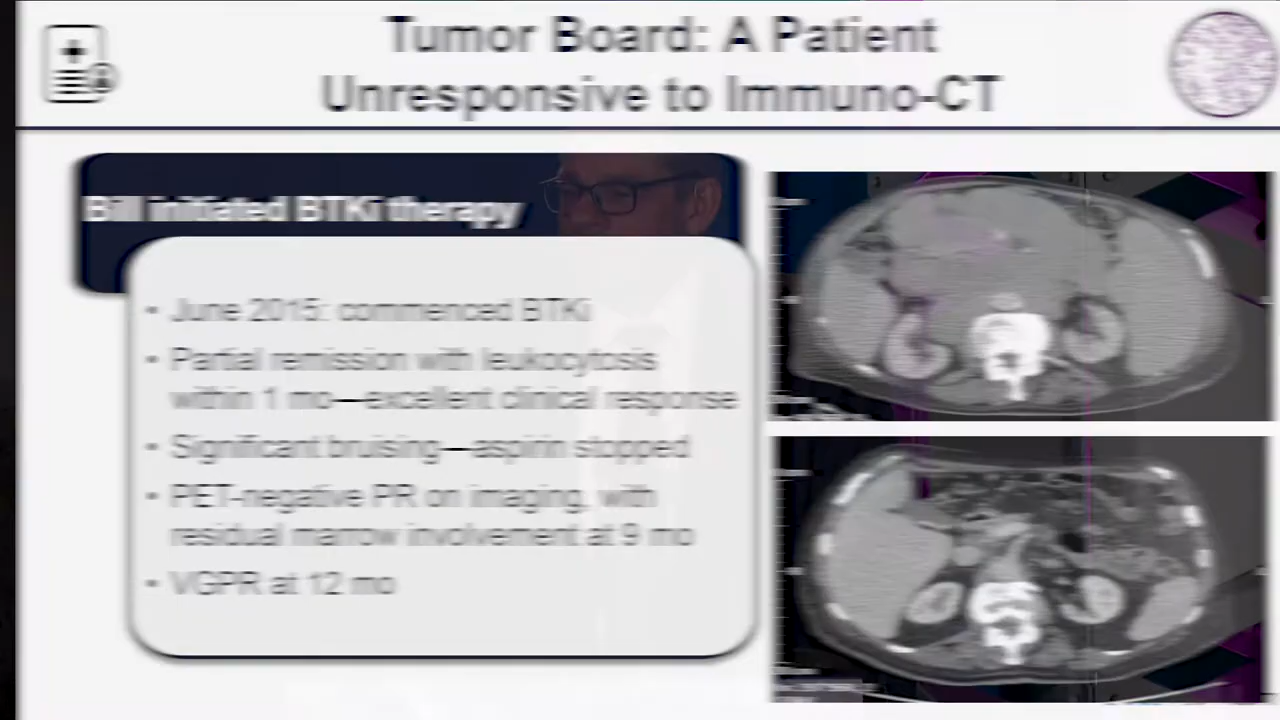 Tumor Board: A Patient
Unresponsive to Immuno-CT
Bill initiated BTKi therapy
• June 2015: commenced BTKi
• Partial remission with leukocytosis
within 1 mo—excellent clinical response
• Significant bruising—aspirin stopped
• PET-negative PR on imaging, with
residual marrow involvement at 9 mo
• VGPR at 12 mo